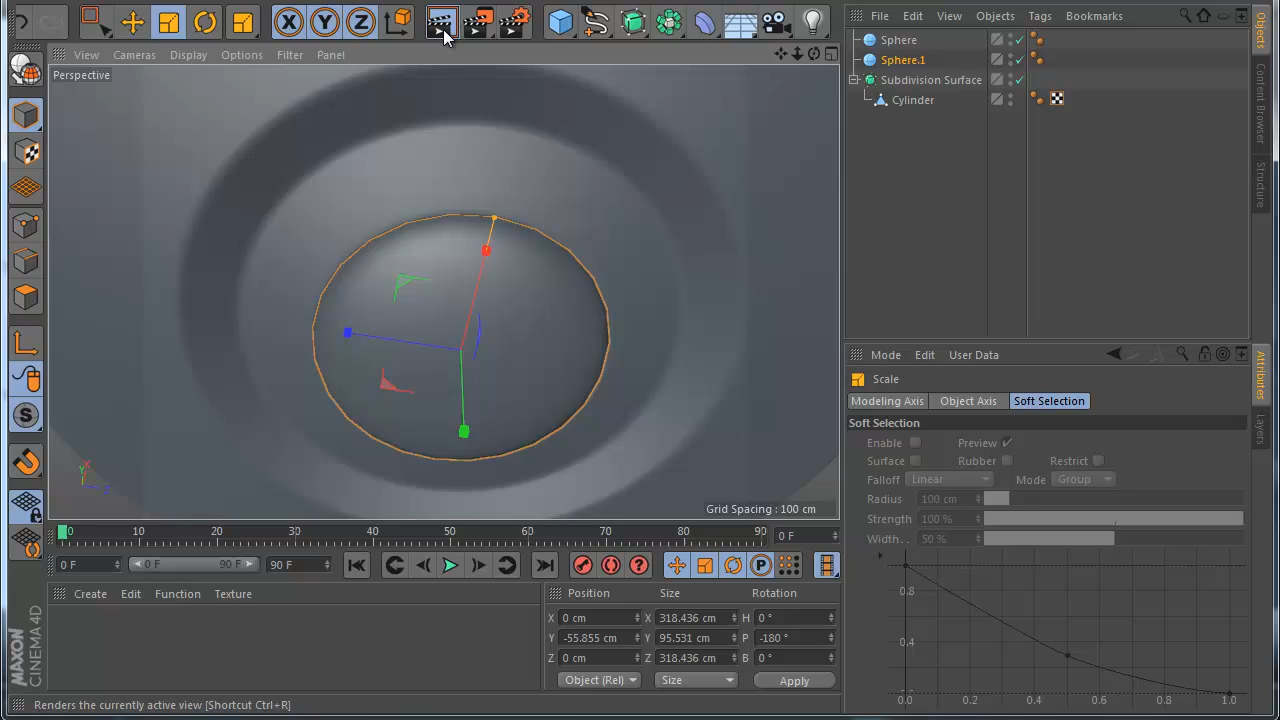 X Y Z
File Edit View Objects Tags Bookmarks
View Cameras Display Options Filter Panel
Perspective
Sphere
Sphere.1
Subdivision Surface
Cylinder
Objects
Content Browser
Structure
Grid Spacing : 100 cm
Mode Edit User Data
Scale
Modeling Axis Object Axis Soft Selection
Soft Selection
Enable Preview
Surface Rubber Restrict
Falloff Linear Mode Group
Radius 100 cm
Strength 100 %
Width. . 50 %
0.8
0.4
0.0 0.2 0.4 0.6 0.8 1.0
Attributes
Layers
0 10 20 30 40 50 60 70 80 90 0 F
0 F 0 F 90 F 90 F
Create Edit Function Texture
Position Size Rotation
X 0 cm X 318.436 cm H 0 °
Y -55.855 cm Y 95.531 cm P -180 °
Z 0 cm Z 318.436 cm B 0 °
Object (Rel) Size Apply
MAXON
CINEMA 4D
Renders the currently active view [Shortcut Ctrl+R]